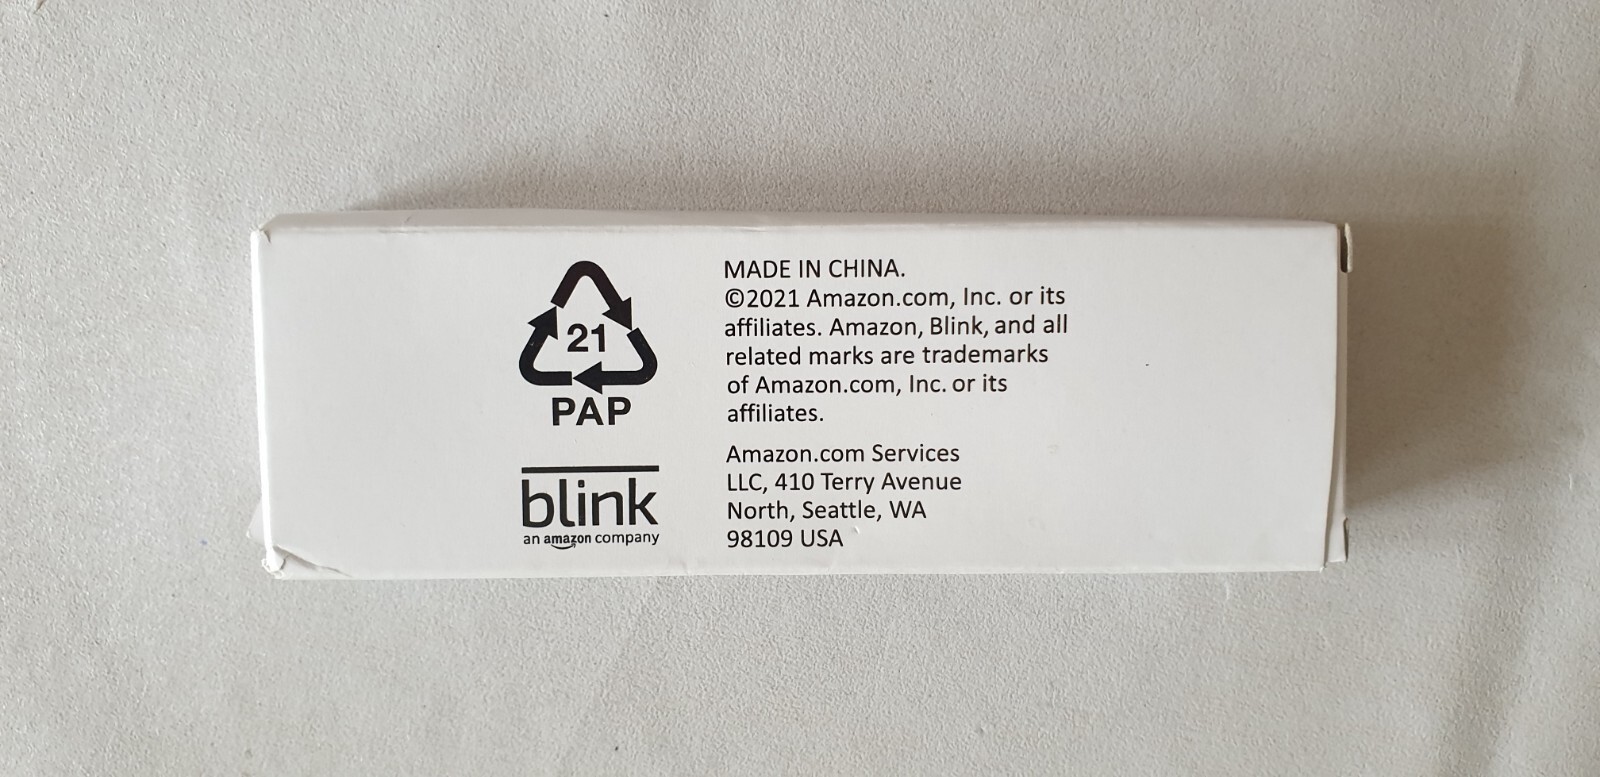 21
PAP
blink
an amazon company
MADE IN CHINA.
©2021 Amazon.com, Inc. or its
affiliates. Amazon, Blink, and all
related marks are trademarks
of Amazon.com, Inc. or its
affiliates.
Amazon.com Services
LLC, 410 Terry Avenue
North, Seattle, WA
98109 USA